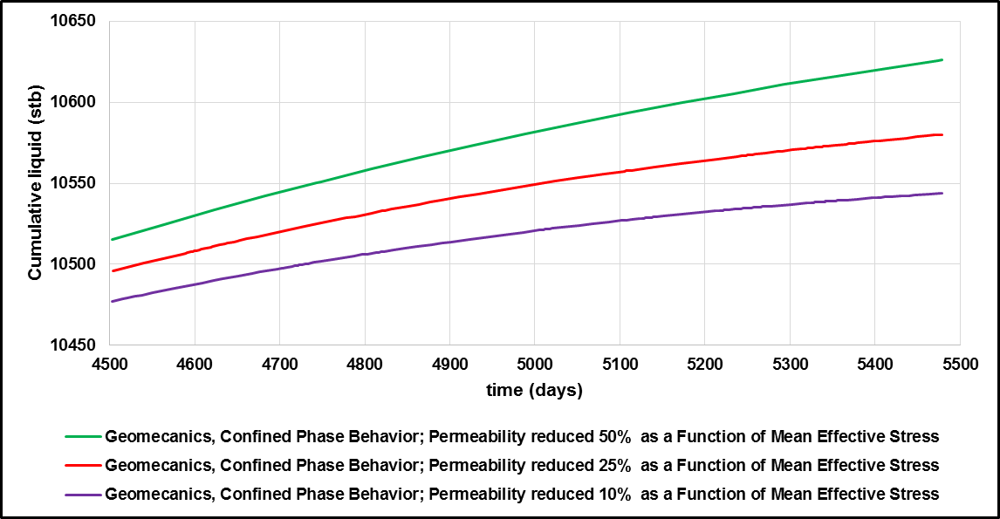 10650
10600
10550
10500
10450
Cumulative liquid (stb)
4500 4600 4700 4800 4900 5000 5100 5200 5300 5400 5500
time (days)
Geomecanics, Confined Phase Behavior; Permeability reduced 50% as a Function of Mean Effective Stress
Geomecanics, Confined Phase Behavior; Permeability reduced 25% as a Function of Mean Effective Stress
Geomecanics, Confined Phase Behavior; Permeability reduced 10% as a Function of Mean Effective Stress